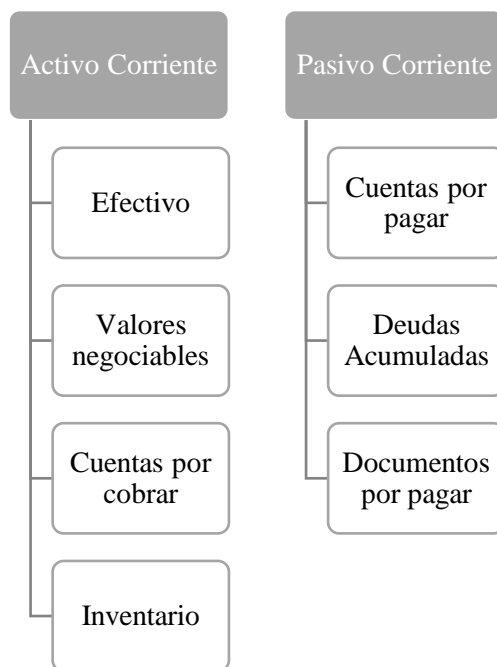 Activo Corriente
Efectivo
Valores
negociables
Cuentas por
cobrar
Inventario
Pasivo Corriente
Cuentas por
pagar
Deudas
Acumuladas
Documentos
por pagar